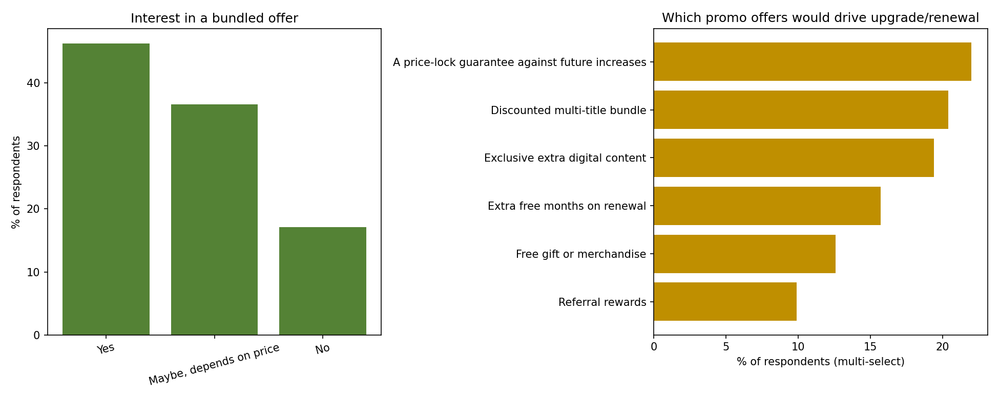 Interest in a bundled offer
% of respondents
40
30
20
10
0
Yes
Maybe, depends on price
No
Which promo offers would drive upgrade/renewal
A price-lock guarantee against future increases
Discounted multi-title bundle
Exclusive extra digital content
Extra free months on renewal
Free gift or merchandise
Referral rewards
0 5 10 15 20
% of respondents (multi-select)